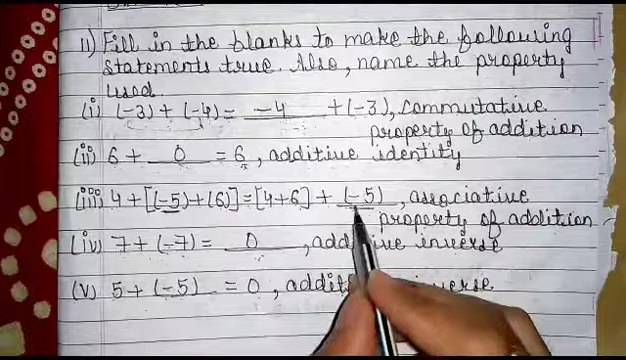 11) Fill in the blanks to make the following
statements true. Also, name the property
used
(i) (-3) + (-4) = -4 + (-3), commutative
property of addition
(ii) 6 + 0 = 6, additive identity
(iii) 4 + [(-5) + (6)] = [4+6] + (-5), associative
property of addition
(iv) 7 + (-7) = 0, additive inverse
(v) 5 + (-5) = 0, additive inverse